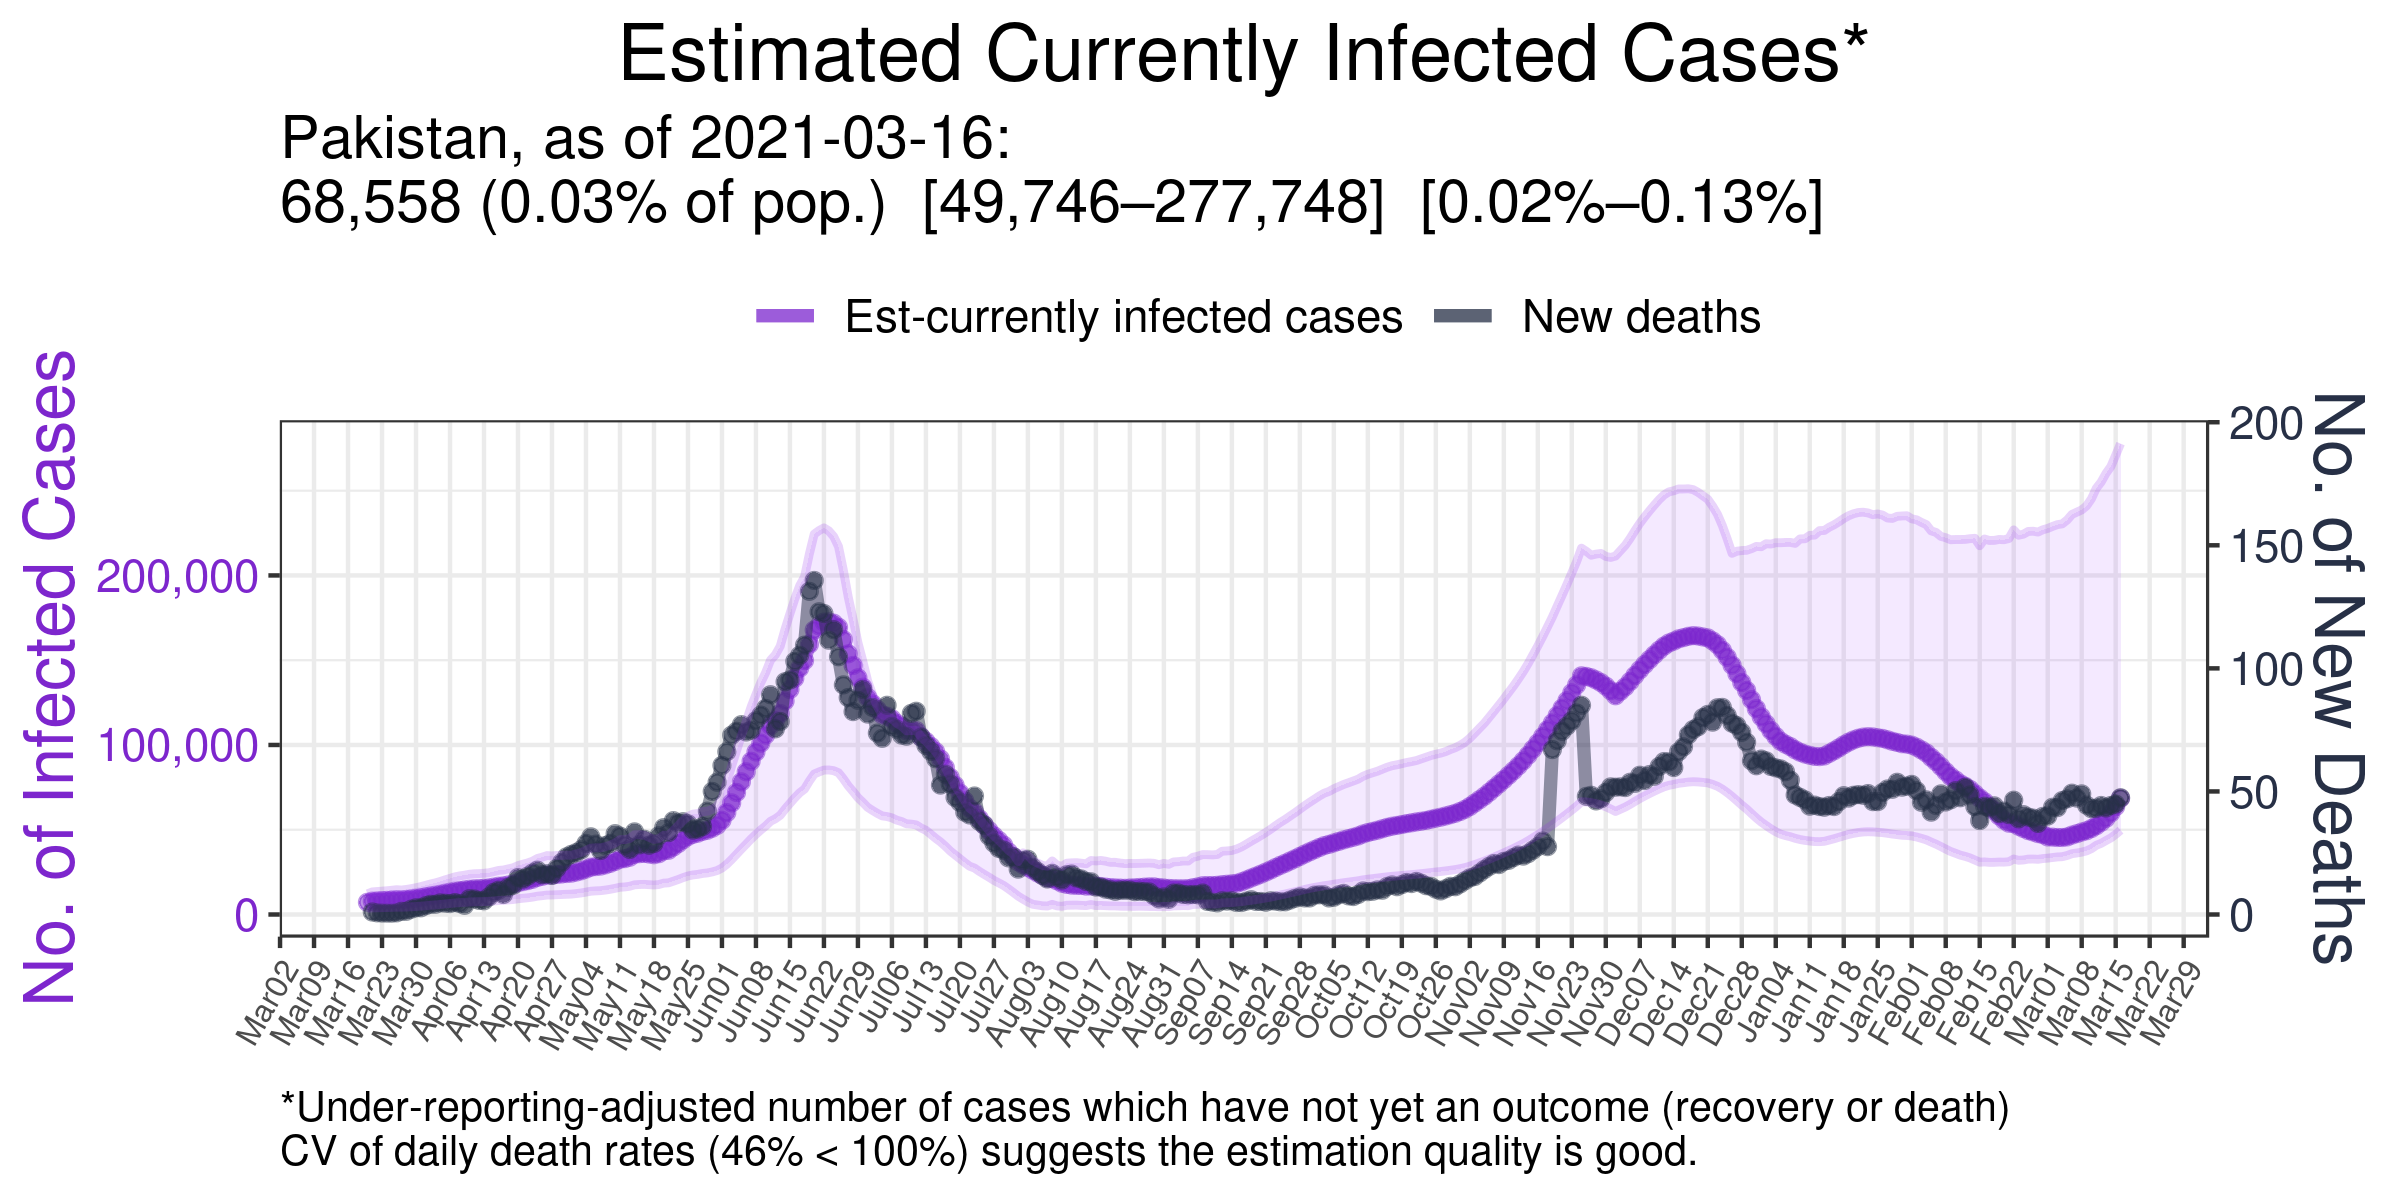 Estimated Currently Infected Cases*
Pakistan, as of 2021-03-16:
68,558 (0.03% of pop.) [49,746–277,748] [0.02%–0.13%]
Est-currently infected cases New deaths
No. of Infected Cases
200,000
100,000
0
200
150
100
50
0
No. of New Deaths
Mar02 Mar09 Mar16 Mar23 Mar30 Apr06 Apr13 Apr20 Apr27 May04 May11 May18 May25 Jun01 Jun08 Jun15 Jun22 Jun29 Jul06 Jul13 Jul20 Jul27 Aug03 Aug10 Aug17 Aug24 Aug31 Sep07 Sep14 Sep21 Sep28 Oct05 Oct12 Oct19 Oct26 Nov02 Nov09 Nov16 Nov23 Nov30 Dec07 Dec14 Dec21 Dec28 Jan04 Jan11 Jan18 Jan25 Feb01 Feb08 Feb15 Feb22 Mar01 Mar08 Mar15 Mar22 Mar29
*Under-reporting-adjusted number of cases which have not yet an outcome (recovery or death)
CV of daily death rates (46% < 100%) suggests the estimation quality is good.